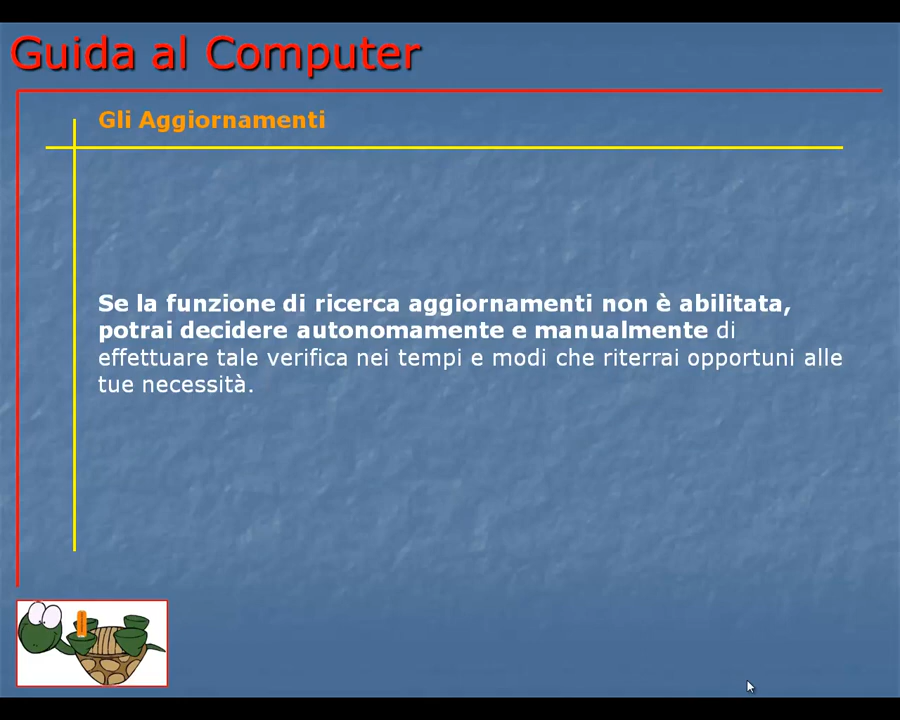 Guida al Computer
Gli Aggiornamenti
Se la funzione di ricerca aggiornamenti non è abilitata,
potrai decidere autonomamente e manualmente di
effettuare tale verifica nei tempi e modi che riterrai opportuni alle
tue necessità.